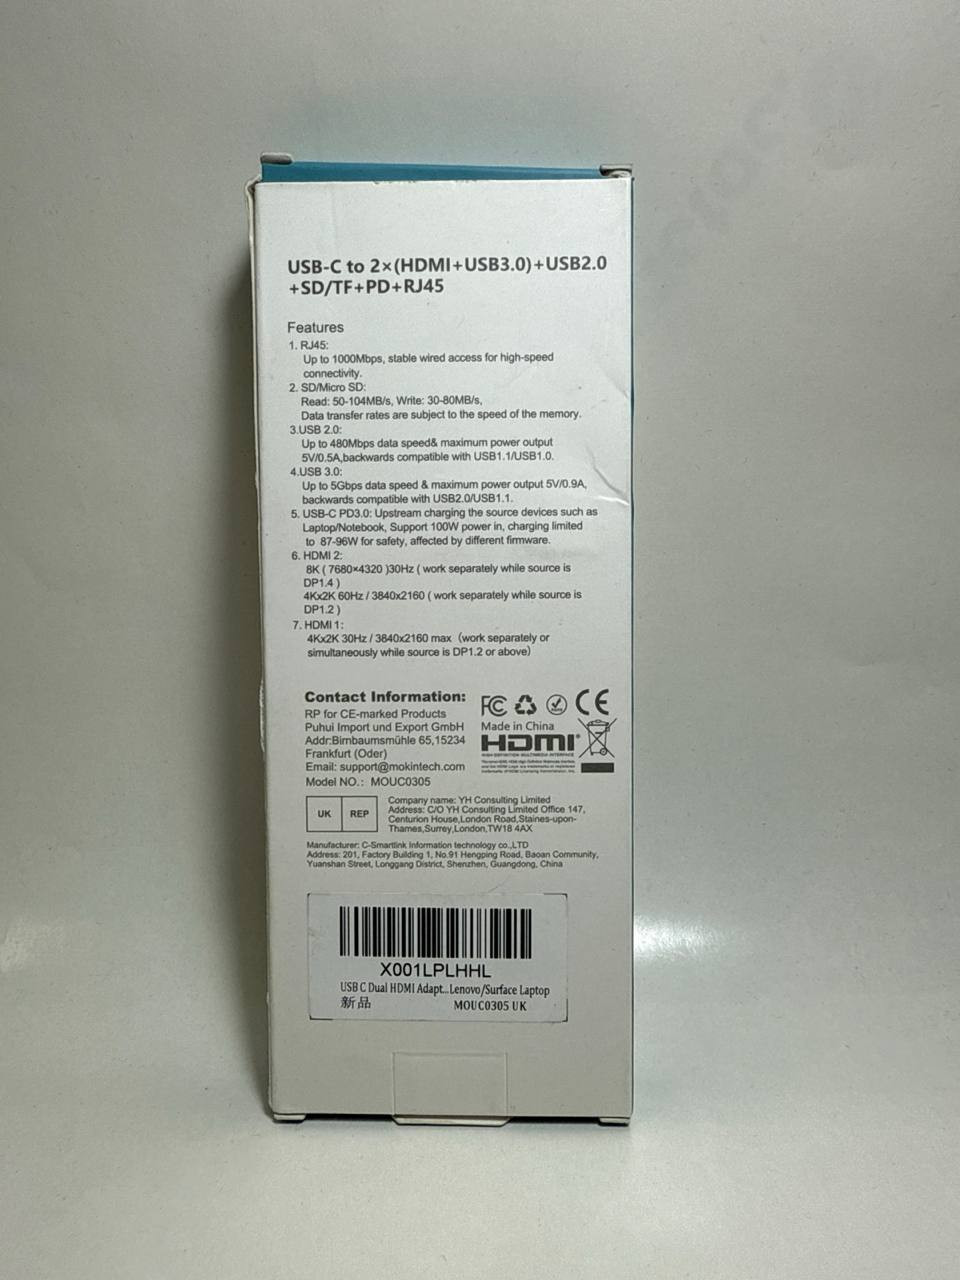 USB-C to 2×(HDMI+USB3.0)+USB2.0
+SD/TF+PD+RJ45
Features
1. RJ45:
Up to 1000Mbps, stable wired access for high-speed
connectivity.
2. SD/Micro SD:
Read: 50-104MB/s, Write: 30-80MB/s,
Data transfer rates are subject to the speed of the memory.
3.USB 2.0:
Up to 480Mbps data speed& maximum power output
5V/0.5A,backwards compatible with USB1.1/USB1.0.
4.USB 3.0:
Up to 5Gbps data speed & maximum power output 5V/0.9A,
backwards compatible with USB2.0/USB1.1.
5. USB-C PD3.0: Upstream charging the source devices such as
Laptop/Notebook, Support 100W power in, charging limited
to 87-96W for safety, affected by different firmware.
6. HDMI 2:
8K ( 7680×4320 )30Hz ( work separately while source is
DP1.4 )
4Kx2K 60Hz / 3840x2160 ( work separately while source is
DP1.2 )
7. HDMI 1:
4Kx2K 30Hz / 3840x2160 max（work separately or
simultaneously while source is DP1.2 or above）
Contact Information:
RP for CE-marked Products
Puhui Import und Export GmbH
Addr:Birnbaumsmühle 65,15234
Frankfurt (Oder)
Email: support@mokintech.com
Model NO.： MOUC0305
FC CE
Made in China
HDMI
HIGH-DEFINITION MULTIMEDIA INTERFACE
UK REP
Company name: YH Consulting Limited
Address: C/O YH Consulting Limited Office 147,
Centurion House,London Road,Staines-upon-
Thames,Surrey,London,TW18 4AX
Manufacturer: C-Smartlink Information technology co.,LTD
Address: 201, Factory Building 1, No.91 Hengping Road, Baoan Community,
Yuanshan Street, Longgang District, Shenzhen, Guangdong, China
X001LPLHHL
USB C Dual HDMI Adapt...Lenovo/Surface Laptop
新品 MOUC0305 UK